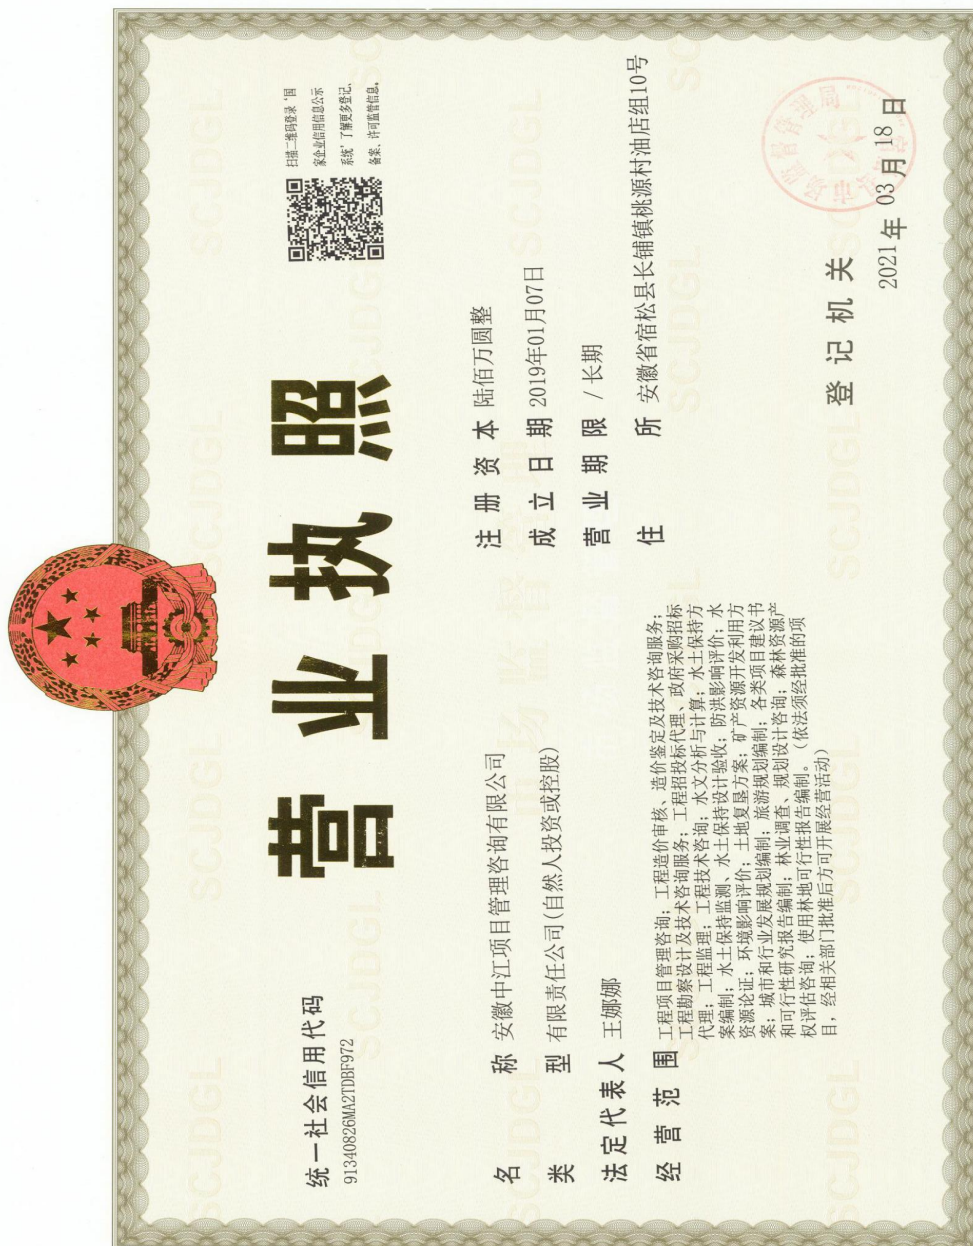 营业执照
统一社会信用代码
91340826MA2TDBF972
扫描二维码登录‘国
家企业信用信息公示
系统’了解更多登记、
备案、许可监管信息。
名称 安徽中江项目管理咨询有限公司
类型 有限责任公司(自然人投资或控股)
法定代表人 王娜娜
经营范围 工程项目管理咨询；工程造价审核、造价鉴定及技术咨询服务；
工程勘察设计及技术咨询服务；工程招投标代理、政府采购招标
代理；工程监理；工程技术咨询；水文分析与计算；水土保持方
案编制；水土保持监测、水土保持设计验收；防洪影响评价；水
资源论证；环境影响评价；土地复垦方案；矿产资源开发利用方
案；城市和行业发展规划编制；旅游规划编制；各类项目建议书
和可行性研究报告编制；林业调查、规划设计咨询；森林资源产
权评估咨询；使用林地可行性报告编制。（依法须经批准的项
目，经相关部门批准后方可开展经营活动）
注册资本 陆佰万圆整
成立日期 2019年01月07日
营业期限 / 长期
住所 安徽省宿松县长铺镇桃源村油店组10号
登记机关
2021年03月18日
市场监督管理局
SCJDGL